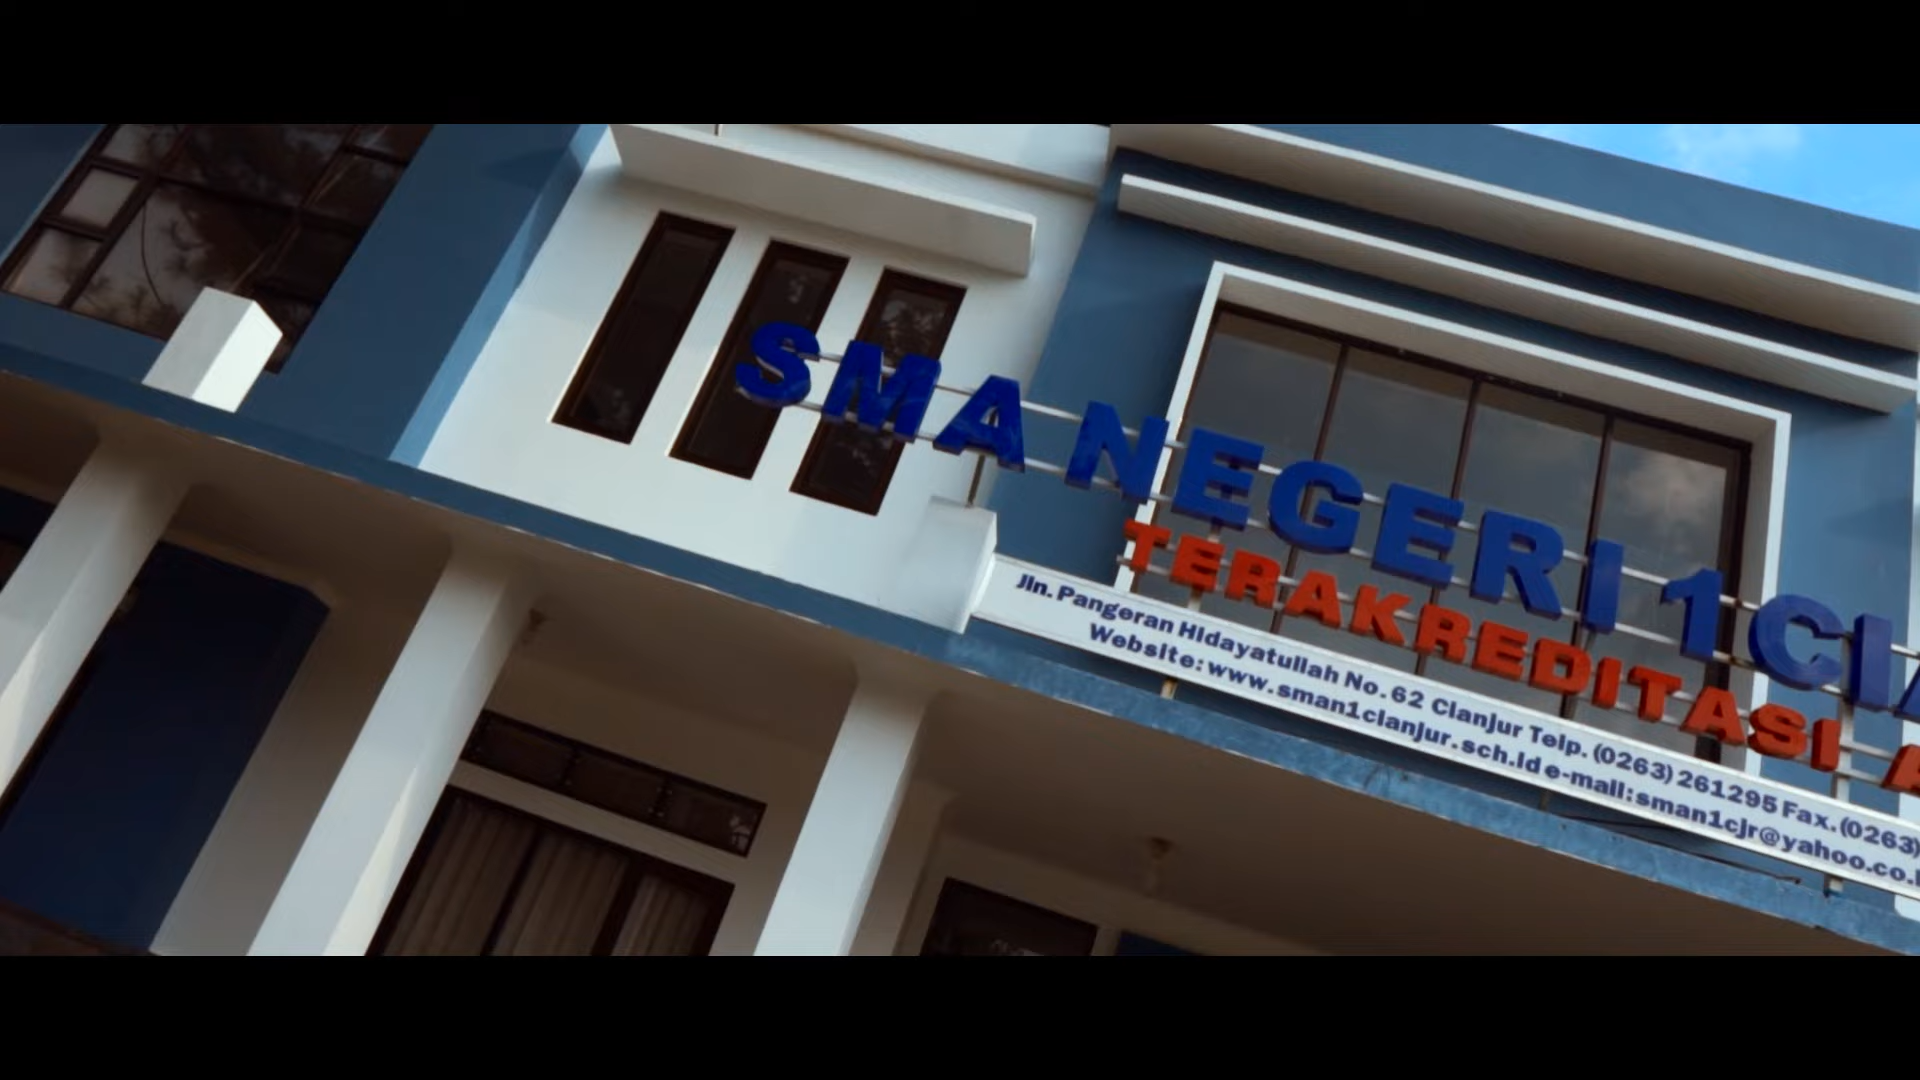 SMA NEGERI 1 CI
TERAKREDITASI
Jln. Pangeran Hidayatullah No. 62 Cianjur Telp. (0263) 261295 Fax. (0263)
Website: www.sman1cianjur.sch.id e-mail: sman1cjr@yahoo.co.